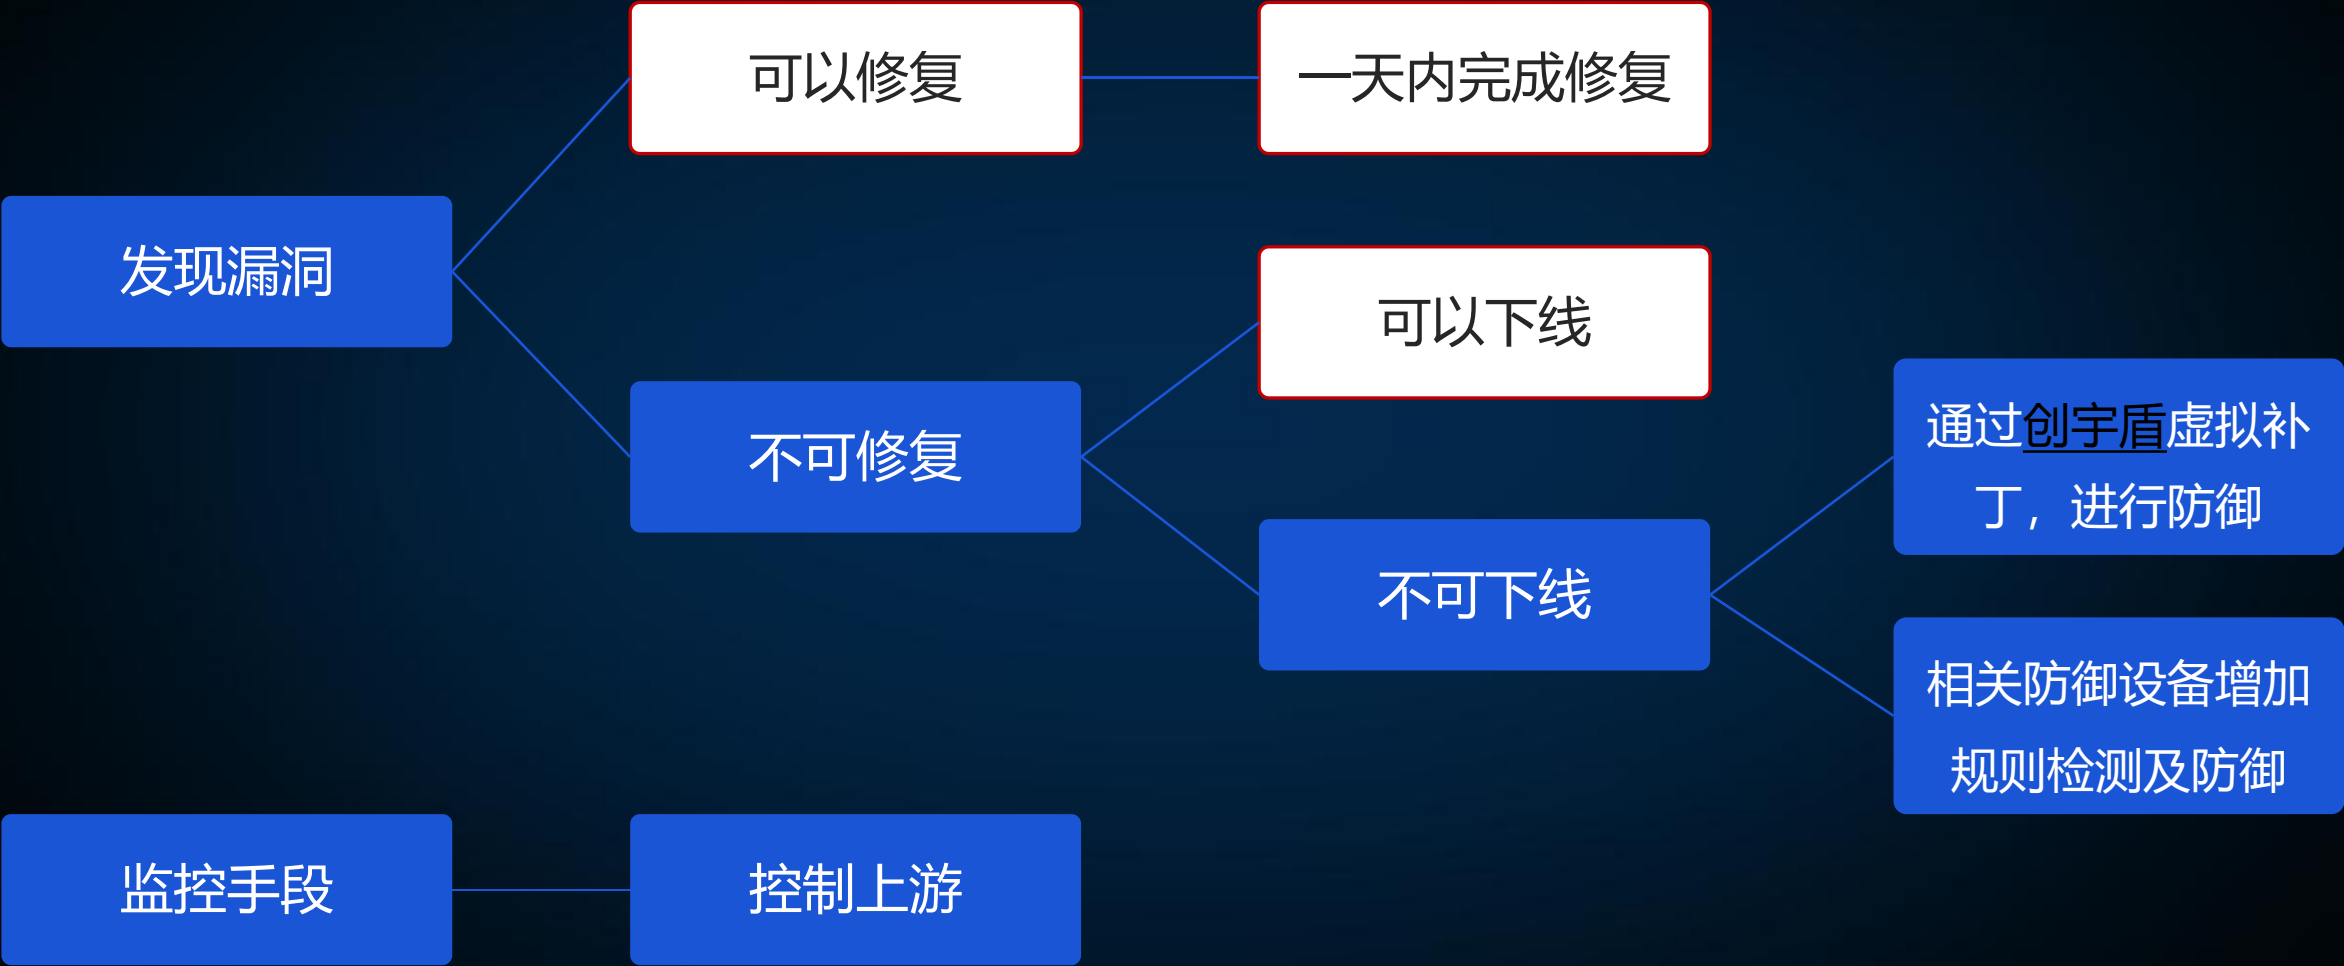 可以修复
一天内完成修复
发现漏洞
可以下线
不可修复
通过创宇盾虚拟补
丁，进行防御
不可下线
相关防御设备增加
规则检测及防御
监控手段
控制上游